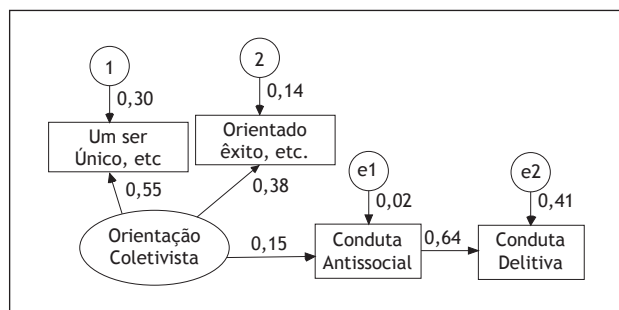 1
2
0,30
0,14
Um ser
Único, etc
Orientado
êxito, etc.
e1
e2
0,55
0,38
0,02
0,41
Orientação
Coletivista
0,15
Conduta
Antissocial
0,64
Conduta
Delitiva